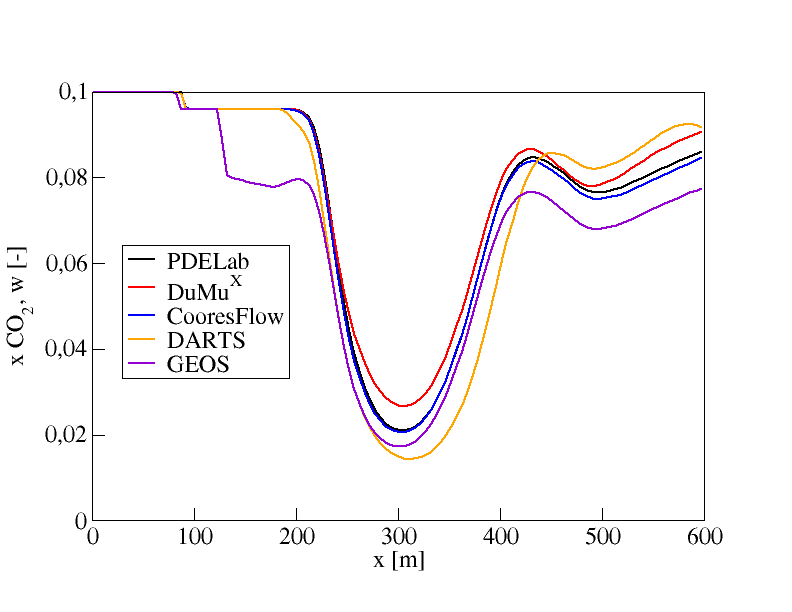 0,1
0,08
0,06
0,04
0,02
0
x CO2, w [-]
PDELab
DuMuX
CooresFlow
DARTS
GEOS
0 100 200 300 400 500 600
x [m]